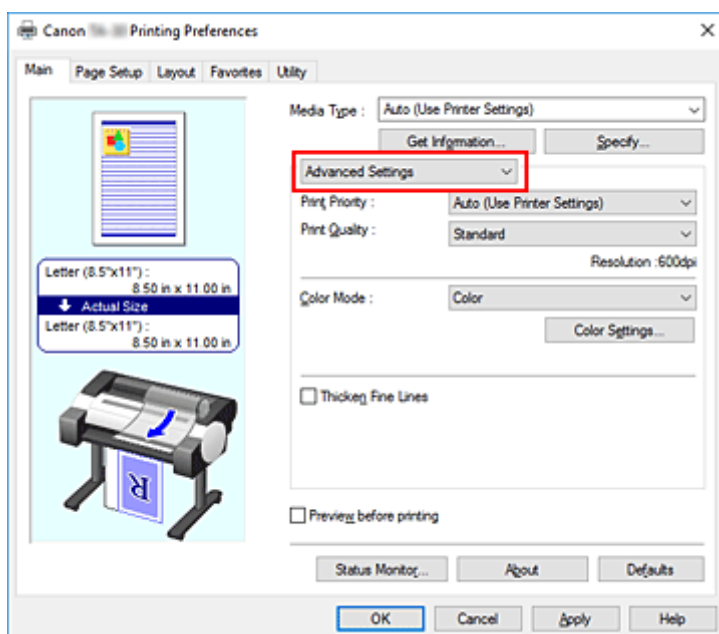 Canon Printing Preferences
Main Page Setup Layout Favorites Utility
Media Type : Auto (Use Printer Settings)
Get Information... Specify...
Advanced Settings
Print Priority : Auto (Use Printer Settings)
Print Quality : Standard
Resolution :600dpi
Letter (8.5"x11") :
8.50 in x 11.00 in
Actual Size
Letter (8.5"x11") :
8.50 in x 11.00 in
Color Mode : Color
Color Settings...
Thicken Fine Lines
R
Preview before printing
Status Monitor... About Defaults
OK Cancel Apply Help